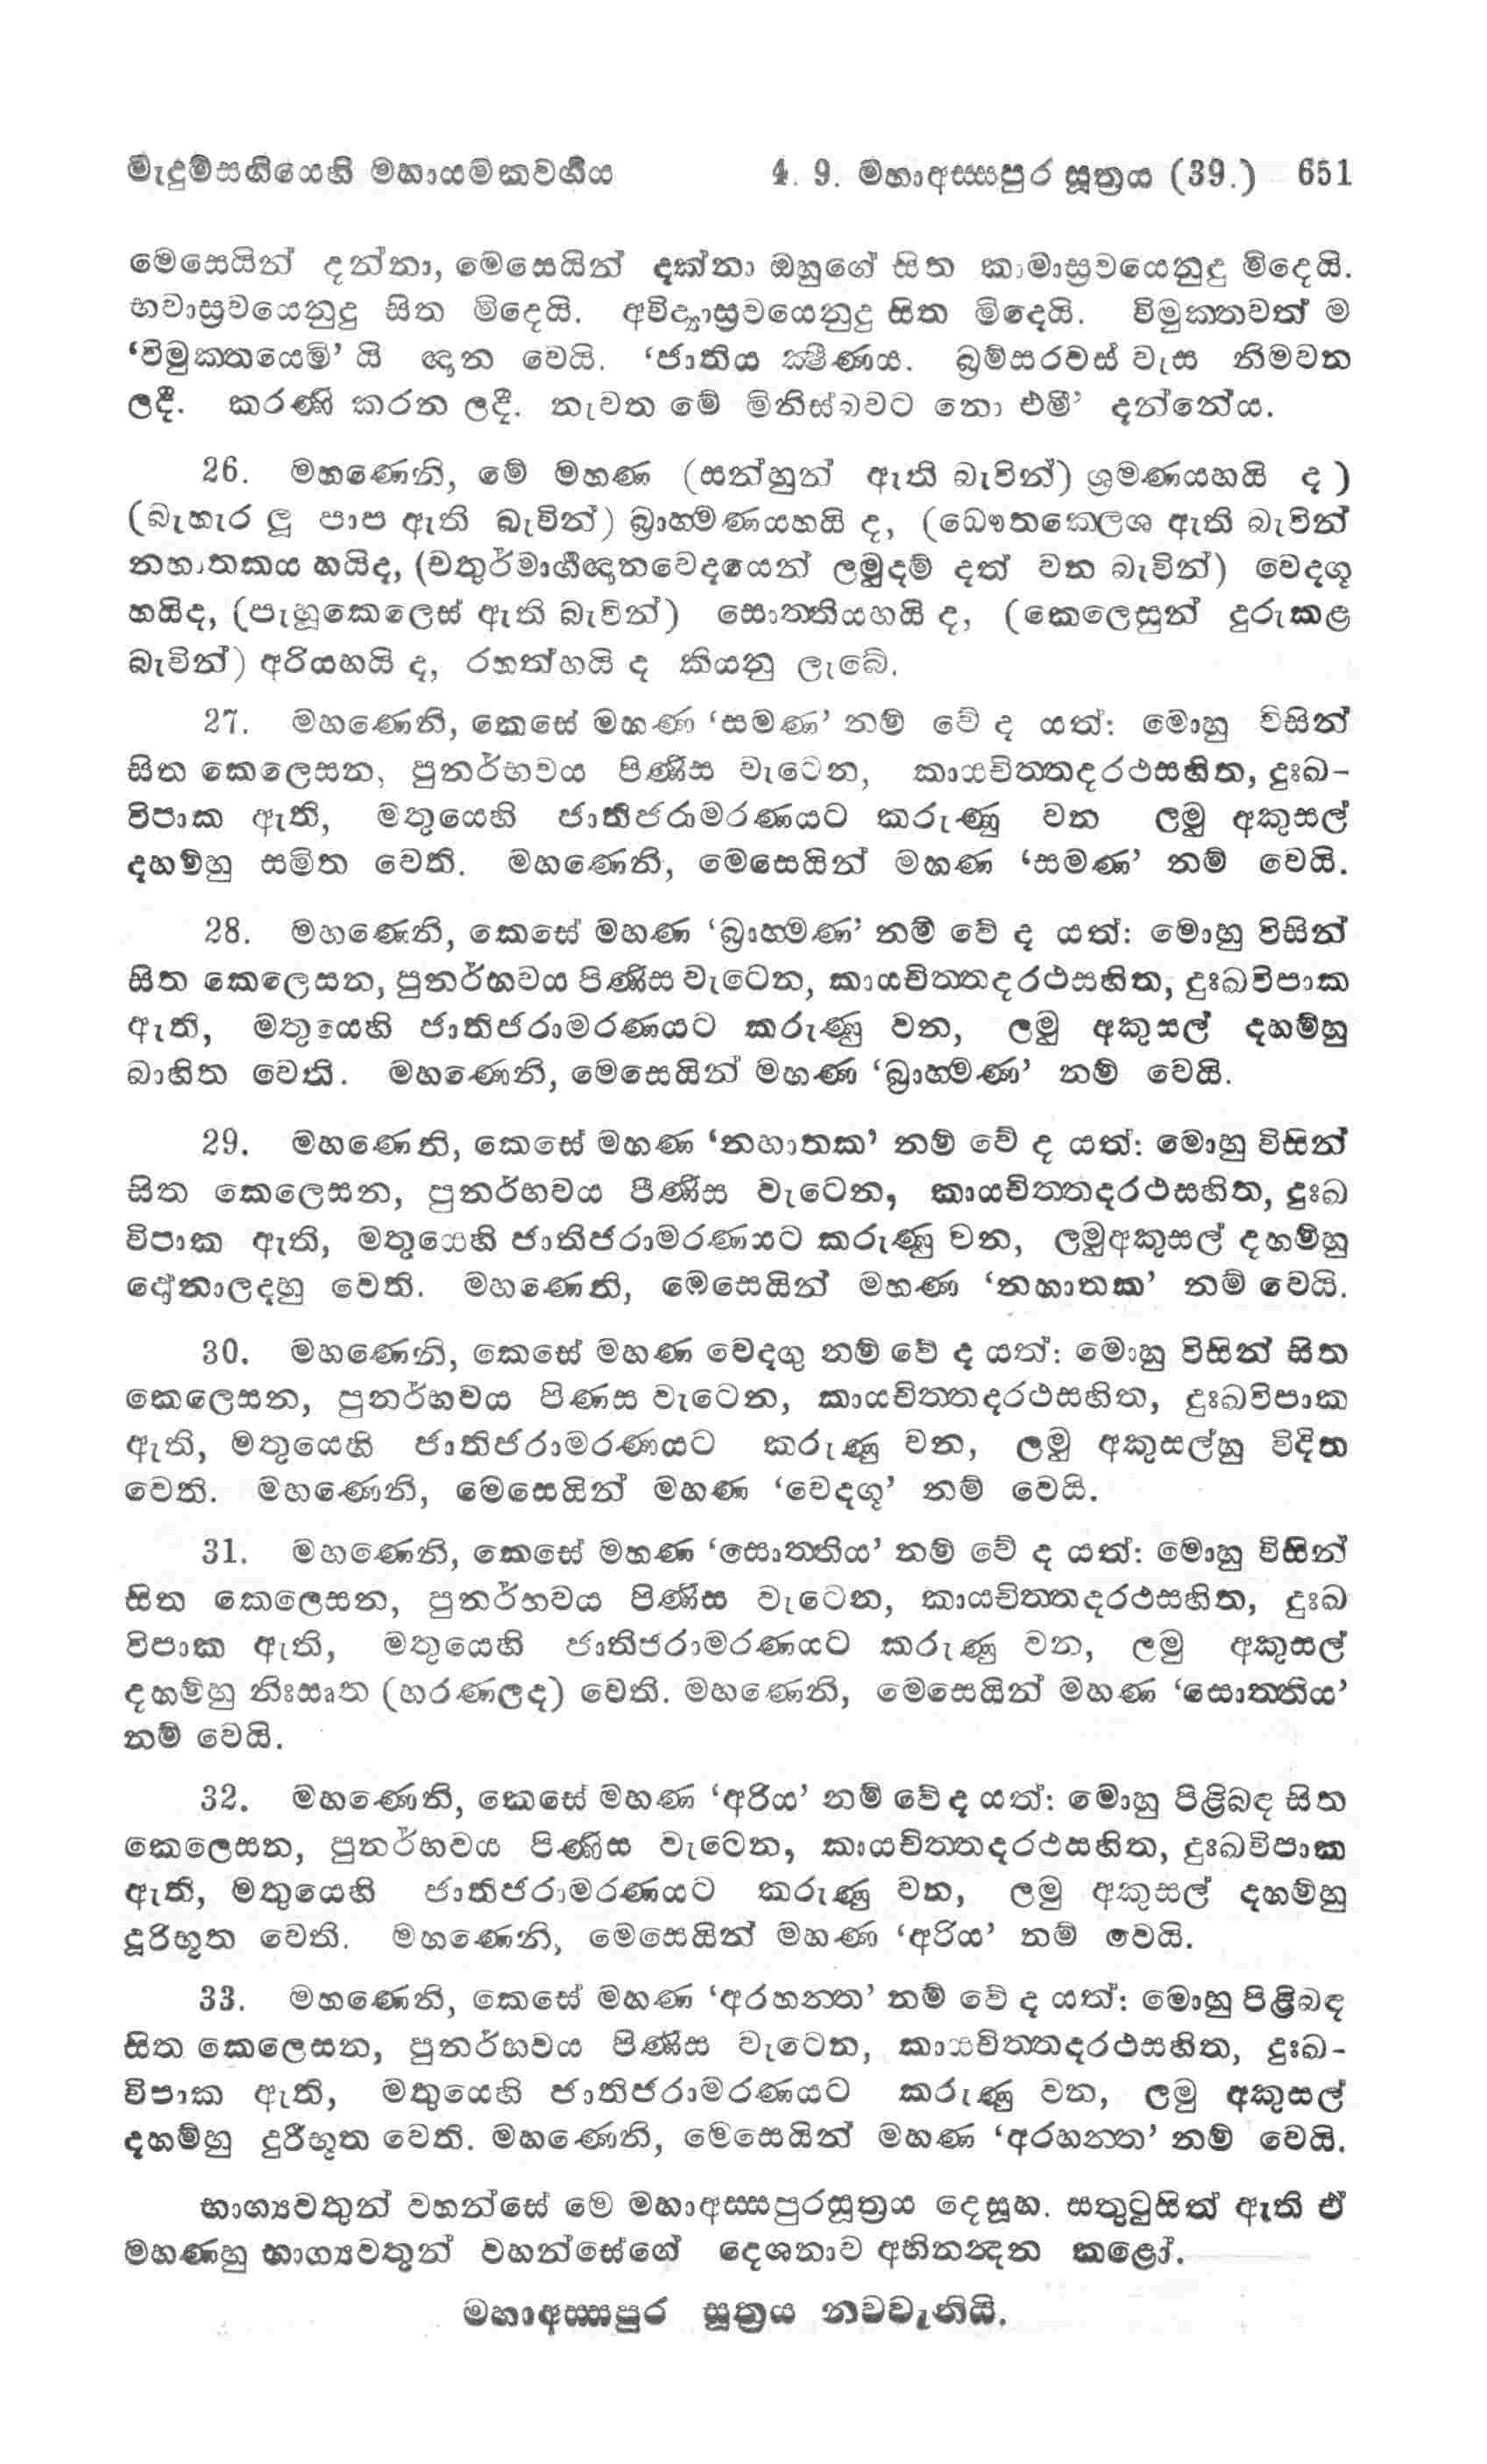 මැදුම්සඟියෙහි මහායමකවර්‍ගය 4. 9. මහාඅස්සපුර සූත්‍රය (39.) 651
මෙසෙයින් දන්නා, මෙසෙයින් දක්නා ඔහුගේ සිත කාමාස්‍රවයෙනුදු මිදෙයි.
භවාස්‍රවයෙනුදු සිත මිදෙයි. අවිද්‍යාස්‍රවයෙනුදු සිත මිදෙයි. විමුක්තවත් ම
‘විමුක්තයෙමි’ යි ඥාන වෙයි. ‘ජාතිය ක්‍ෂීණය. බ්‍රම්සරවස් වැස නිමවන
ලදී. කරණී කරන ලදී. නැවත මේ මිනිස්බවට නො එමී’ දන්නේය.
26. මහණෙනි, මේ මහණ (සන්හුන් ඇති බැවින්) ශ්‍රමණයහයි ද )
(බැහැර ලූ පාප ඇති බැවින්) බ්‍රාහ්මණයහයි ද, (ධෞතක්ලෙශ ඇති බැවින්
නහාතකය හයිද, (චතුර්මාර්‍ගඥානවෙදයෙන් ලමුදම් දත් වන බැවින්) වෙදගූ
හයිද, (පැහූකෙලෙස් ඇති බැවින්) සොත්තියහයි ද, (කෙලෙසුන් දුරුකළ
බැවින්) අරියහයි ද, රහත්හයි ද කියනු ලැබේ.
27. මහණෙනි, කෙසේ මහණ ‘සමණ’ නම් වේ ද යත්: මොහු විසින්
සිත කෙලෙසන, පුනර්භවය පිණිස වැටෙන, කායචිත්තදරථසහිත, දුඃඛ-
විපාක ඇති, මතුයෙහි ජාතිජරාමරණයට කරුණු වන ලමු අකුසල්
දහම්හු සමිත වෙති. මහණෙනි, මෙසෙයින් මහණ ‘සමණ’ නම් වෙයි.
28. මහණෙනි, කෙසේ මහණ ‘බ්‍රාහ්මණ’ නම් වේ ද යත්: මොහු විසින්
සිත කෙලෙසන, පුනර්භවය පිණිස වැටෙන, කායචිත්තදරථසහිත, දුඃඛවිපාක
ඇති, මතුයෙහි ජාතිජරාමරණයට කරුණු වන, ලමු අකුසල් දහම්හු
බාහිත වෙති. මහණෙනි, මෙසෙයින් මහණ ‘බ්‍රාහ්මණ’ නම් වෙයි.
29. මහණෙනි, කෙසේ මහණ ‘නහාතක’ නම් වේ ද යත්: මොහු විසින්
සිත කෙලෙසන, පුනර්භවය පිණිස වැටෙන, කායචිත්තදරථසහිත, දුඃඛ
විපාක ඇති, මතුයෙහි ජාතිජරාමරණයට කරුණු වන, ලමුඅකුසල් දහම්හු
දෝනාලදහු වෙති. මහණෙනි, මෙසෙයින් මහණ ‘නහාතක’ නම් වෙයි.
30. මහණෙනි, කෙසේ මහණ වෙදගු නම් වේ ද යත්: මොහු විසින් සිත
කෙලෙසන, පුනර්භවය පිණස වැටෙන, කායචිත්තදරථසහිත, දුඃඛවිපාක
ඇති, මතුයෙහි ජාතිජරාමරණයට කරුණු වන, ලමු අකුසල්හු විදිත
වෙති. මහණෙනි, මෙසෙයින් මහණ ‘වෙදගූ’ නම් වෙයි.
31. මහණෙනි, කෙසේ මහණ ‘සොත්තිය’ නම් වේ ද යත්: මොහු විසින්
සිත කෙලෙසන, පුනර්භවය පිණිස වැටෙන, කායචිත්තදරථසහිත, දුඃඛ
විපාක ඇති, මතුයෙහි ජාතිජරාමරණයට කරුණු වන, ලමු අකුසල්
දහම්හු නිඃසෘත (හරණලද) වෙති. මහණෙනි, මෙසෙයින් මහණ ‘සොත්තිය’
නම් වෙයි.
32. මහණෙනි, කෙසේ මහණ ‘අරිය’ නම් වේද යත්: මොහු පිළිබඳ සිත
කෙලෙසන, පුනර්භවය පිණිස වැටෙන, කායචිත්තදරථසහිත, දුඃඛවිපාක
ඇති, මතුයෙහි ජාතිජරාමරණයට කරුණු වන, ලමු අකුසල් දහම්හු
දූරිභූත වෙති. මහණෙනි, මෙසෙයින් මහණ ‘අරිය’ නම් වෙයි.
33. මහණෙනි, කෙසේ මහණ ‘අරහන්ත’ නම් වේ ද යත්: මොහු පිළිබඳ
සිත කෙලෙසන, පුනර්භවය පිණිස වැටෙන, කායචිත්තදරථසහිත, දුඃඛ-
විපාක ඇති, මතුයෙහි ජාතිජරාමරණයට කරුණු වන, ලමු අකුසල්
දහම්හු දුරීභූත වෙති. මහණෙනි, මෙසෙයින් මහණ ‘අරහන්ත’ නම් වෙයි.
භාග්‍යවතුන් වහන්සේ මේ මහාඅස්සපුරසූත්‍රය දෙසූහ. සතුටුසිත් ඇති ඒ
මහණහු භාග්‍යවතුන් වහන්සේගේ දෙශනාව අභිනන්‍දන කළෝ.
මහාඅස්සපුර සූත්‍රය නවවැනියි.